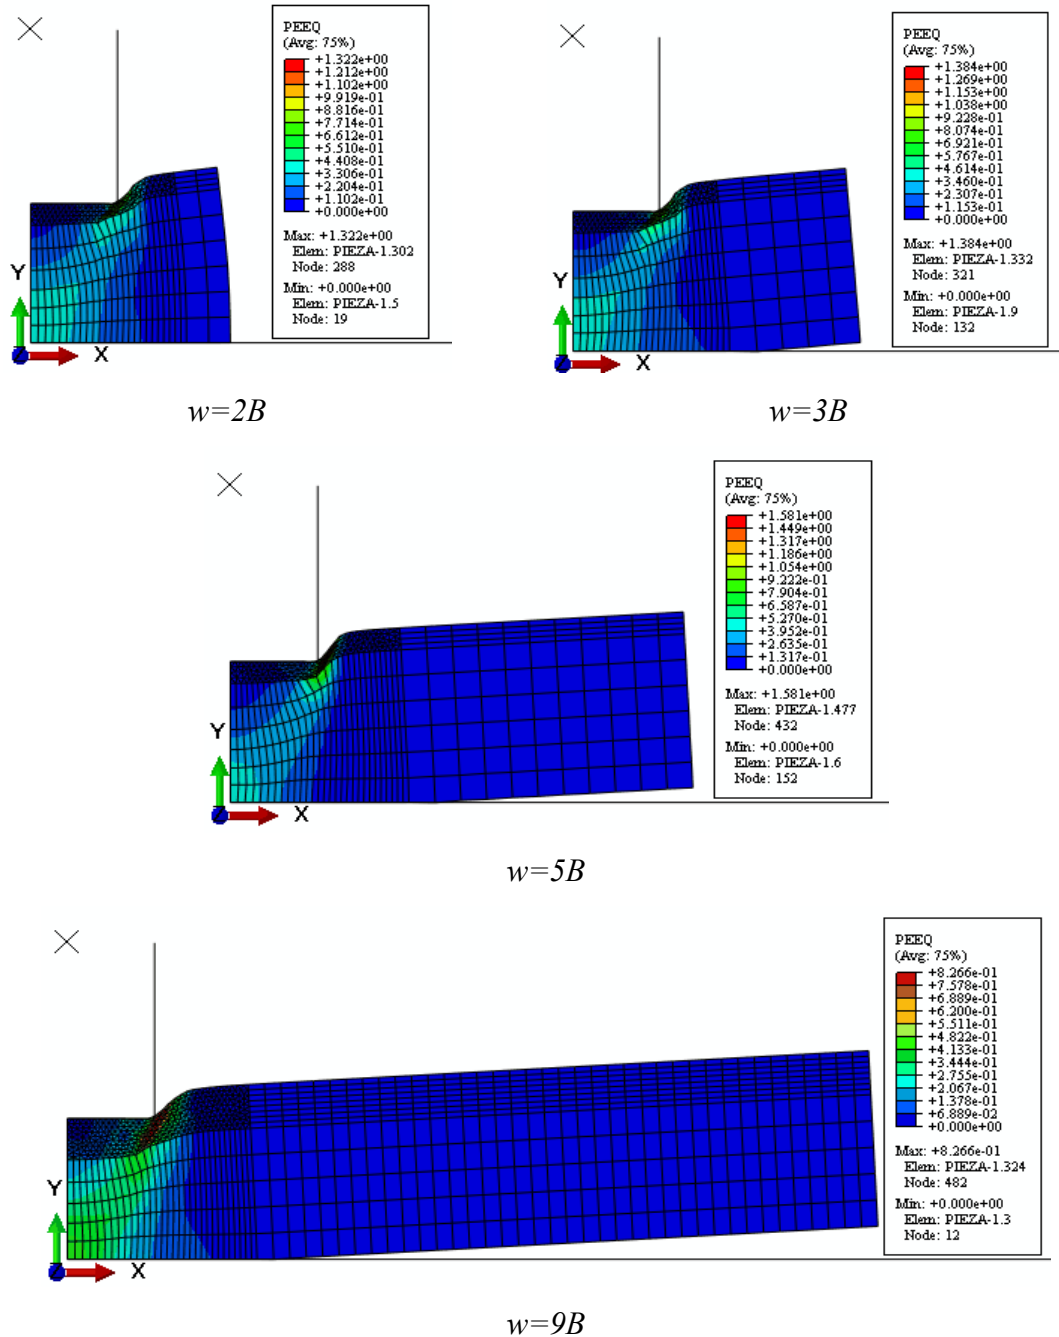 PEEQ
(Avg: 75%)
+1.322e+00
+1.212e+00
+1.102e+00
+9.919e-01
+8.816e-01
+7.714e-01
+6.612e-01
+5.510e-01
+4.408e-01
+3.306e-01
+2.204e-01
+1.102e-01
+0.000e+00
Max: +1.322e+00
Elem: PIEZA-1.302
Node: 288
Min: +0.000e+00
Elem: PIEZA-1.5
Node: 19
Y
X
Z
w=2B
PEEQ
(Avg: 75%)
+1.384e+00
+1.269e+00
+1.153e+00
+1.038e+00
+9.228e-01
+8.074e-01
+6.921e-01
+5.767e-01
+4.614e-01
+3.460e-01
+2.307e-01
+1.153e-01
+0.000e+00
Max: +1.384e+00
Elem: PIEZA-1.332
Node: 321
Min: +0.000e+00
Elem: PIEZA-1.9
Node: 132
Y
X
Z
w=3B
PEEQ
(Avg: 75%)
+1.581e+00
+1.449e+00
+1.317e+00
+1.186e+00
+1.054e+00
+9.222e-01
+7.904e-01
+6.587e-01
+5.270e-01
+3.952e-01
+2.635e-01
+1.317e-01
+0.000e+00
Max: +1.581e+00
Elem: PIEZA-1.477
Node: 432
Min: +0.000e+00
Elem: PIEZA-1.6
Node: 152
Y
X
Z
w=5B
PEEQ
(Avg: 75%)
+8.266e-01
+7.578e-01
+6.889e-01
+6.200e-01
+5.511e-01
+4.822e-01
+4.133e-01
+3.444e-01
+2.755e-01
+2.067e-01
+1.378e-01
+6.889e-02
+0.000e+00
Max: +8.266e-01
Elem: PIEZA-1.324
Node: 482
Min: +0.000e+00
Elem: PIEZA-1.3
Node: 12
Y
X
Z
w=9B